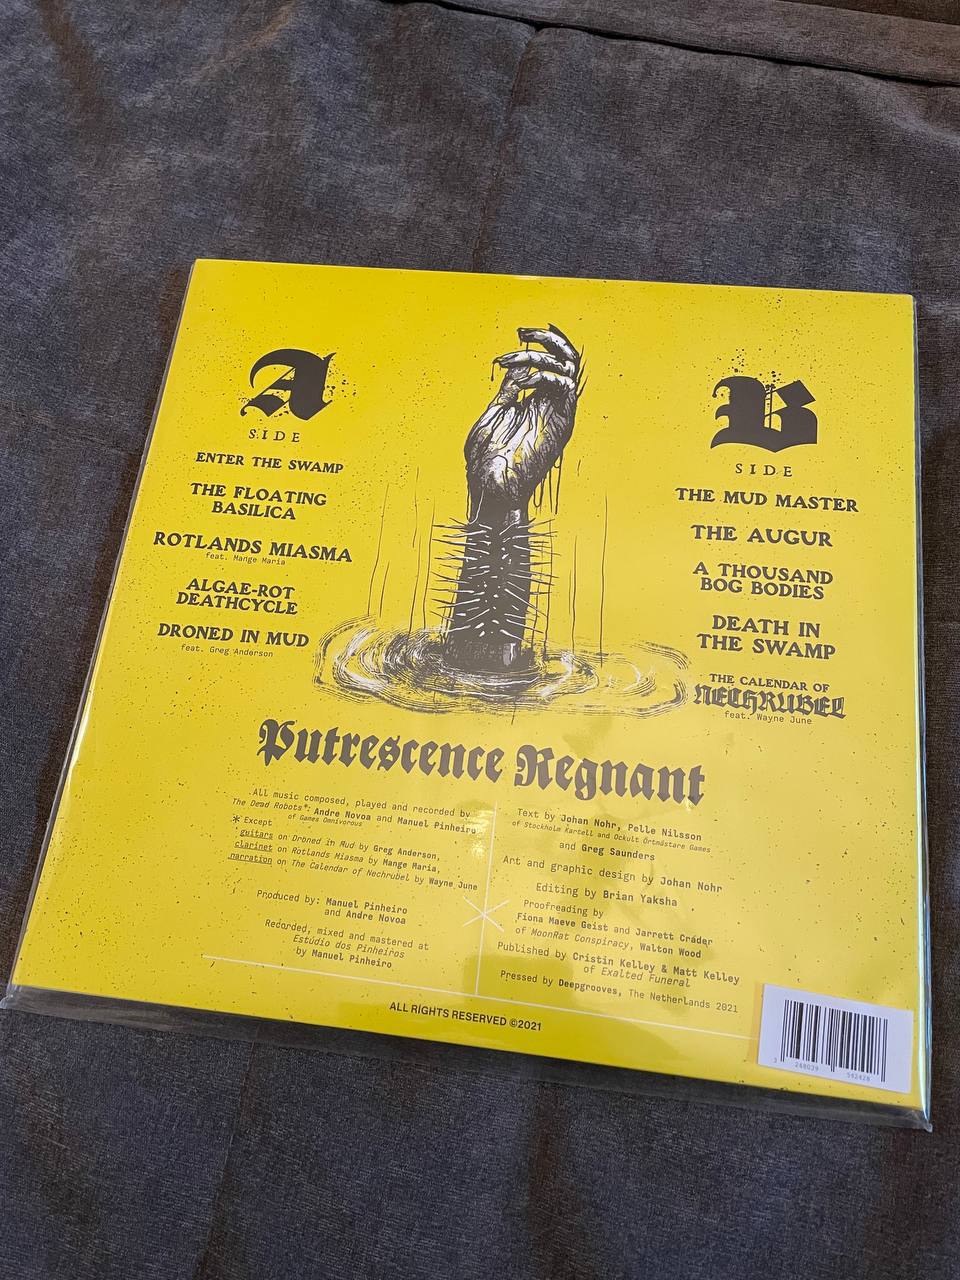 A
SIDE
ENTER THE SWAMP
THE FLOATING
BASILICA
ROTLANDS MIASMA
feat. Mange Maria
ALGAE-ROT
DEATHCYCLE
DRONED IN MUD
feat. Greg Anderson
B
SIDE
THE MUD MASTER
THE AUGUR
A THOUSAND
BOG BODIES
DEATH IN
THE SWAMP
THE CALENDAR OF
NECHRUBEL
feat. Wayne June
Putrescence Regnant
All music composed, played and recorded by
The Dead Robots*: Andre Novoa and Manuel Pinheiro
of Games Omnivorous
* Except
guitars on Droned in Mud by Greg Anderson,
clarinet on Rotlands Miasma by Mange Maria,
narration on The Calendar of Nechrubel by Wayne June
Produced by: Manuel Pinheiro
and Andre Novoa
Recorded, mixed and mastered at
Estúdio dos Pinheiros
by Manuel Pinheiro
Text by Johan Nohr, Pelle Nilsson
of Stockholm Kartell and Ockult Örtmästare Games
and Greg Saunders
Art and graphic design by Johan Nohr
Editing by Brian Yaksha
Proofreading by
Fiona Maeve Geist and Jarrett Crader
of MoonRat Conspiracy, Walton Wood
Published by Cristin Kelley & Matt Kelley
of Exalted Funeral
Pressed by Deepgrooves, The Netherlands 2021
ALL RIGHTS RESERVED ©2021
3 268039 562428